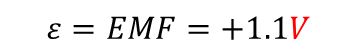 ε = EMF = +1.1V